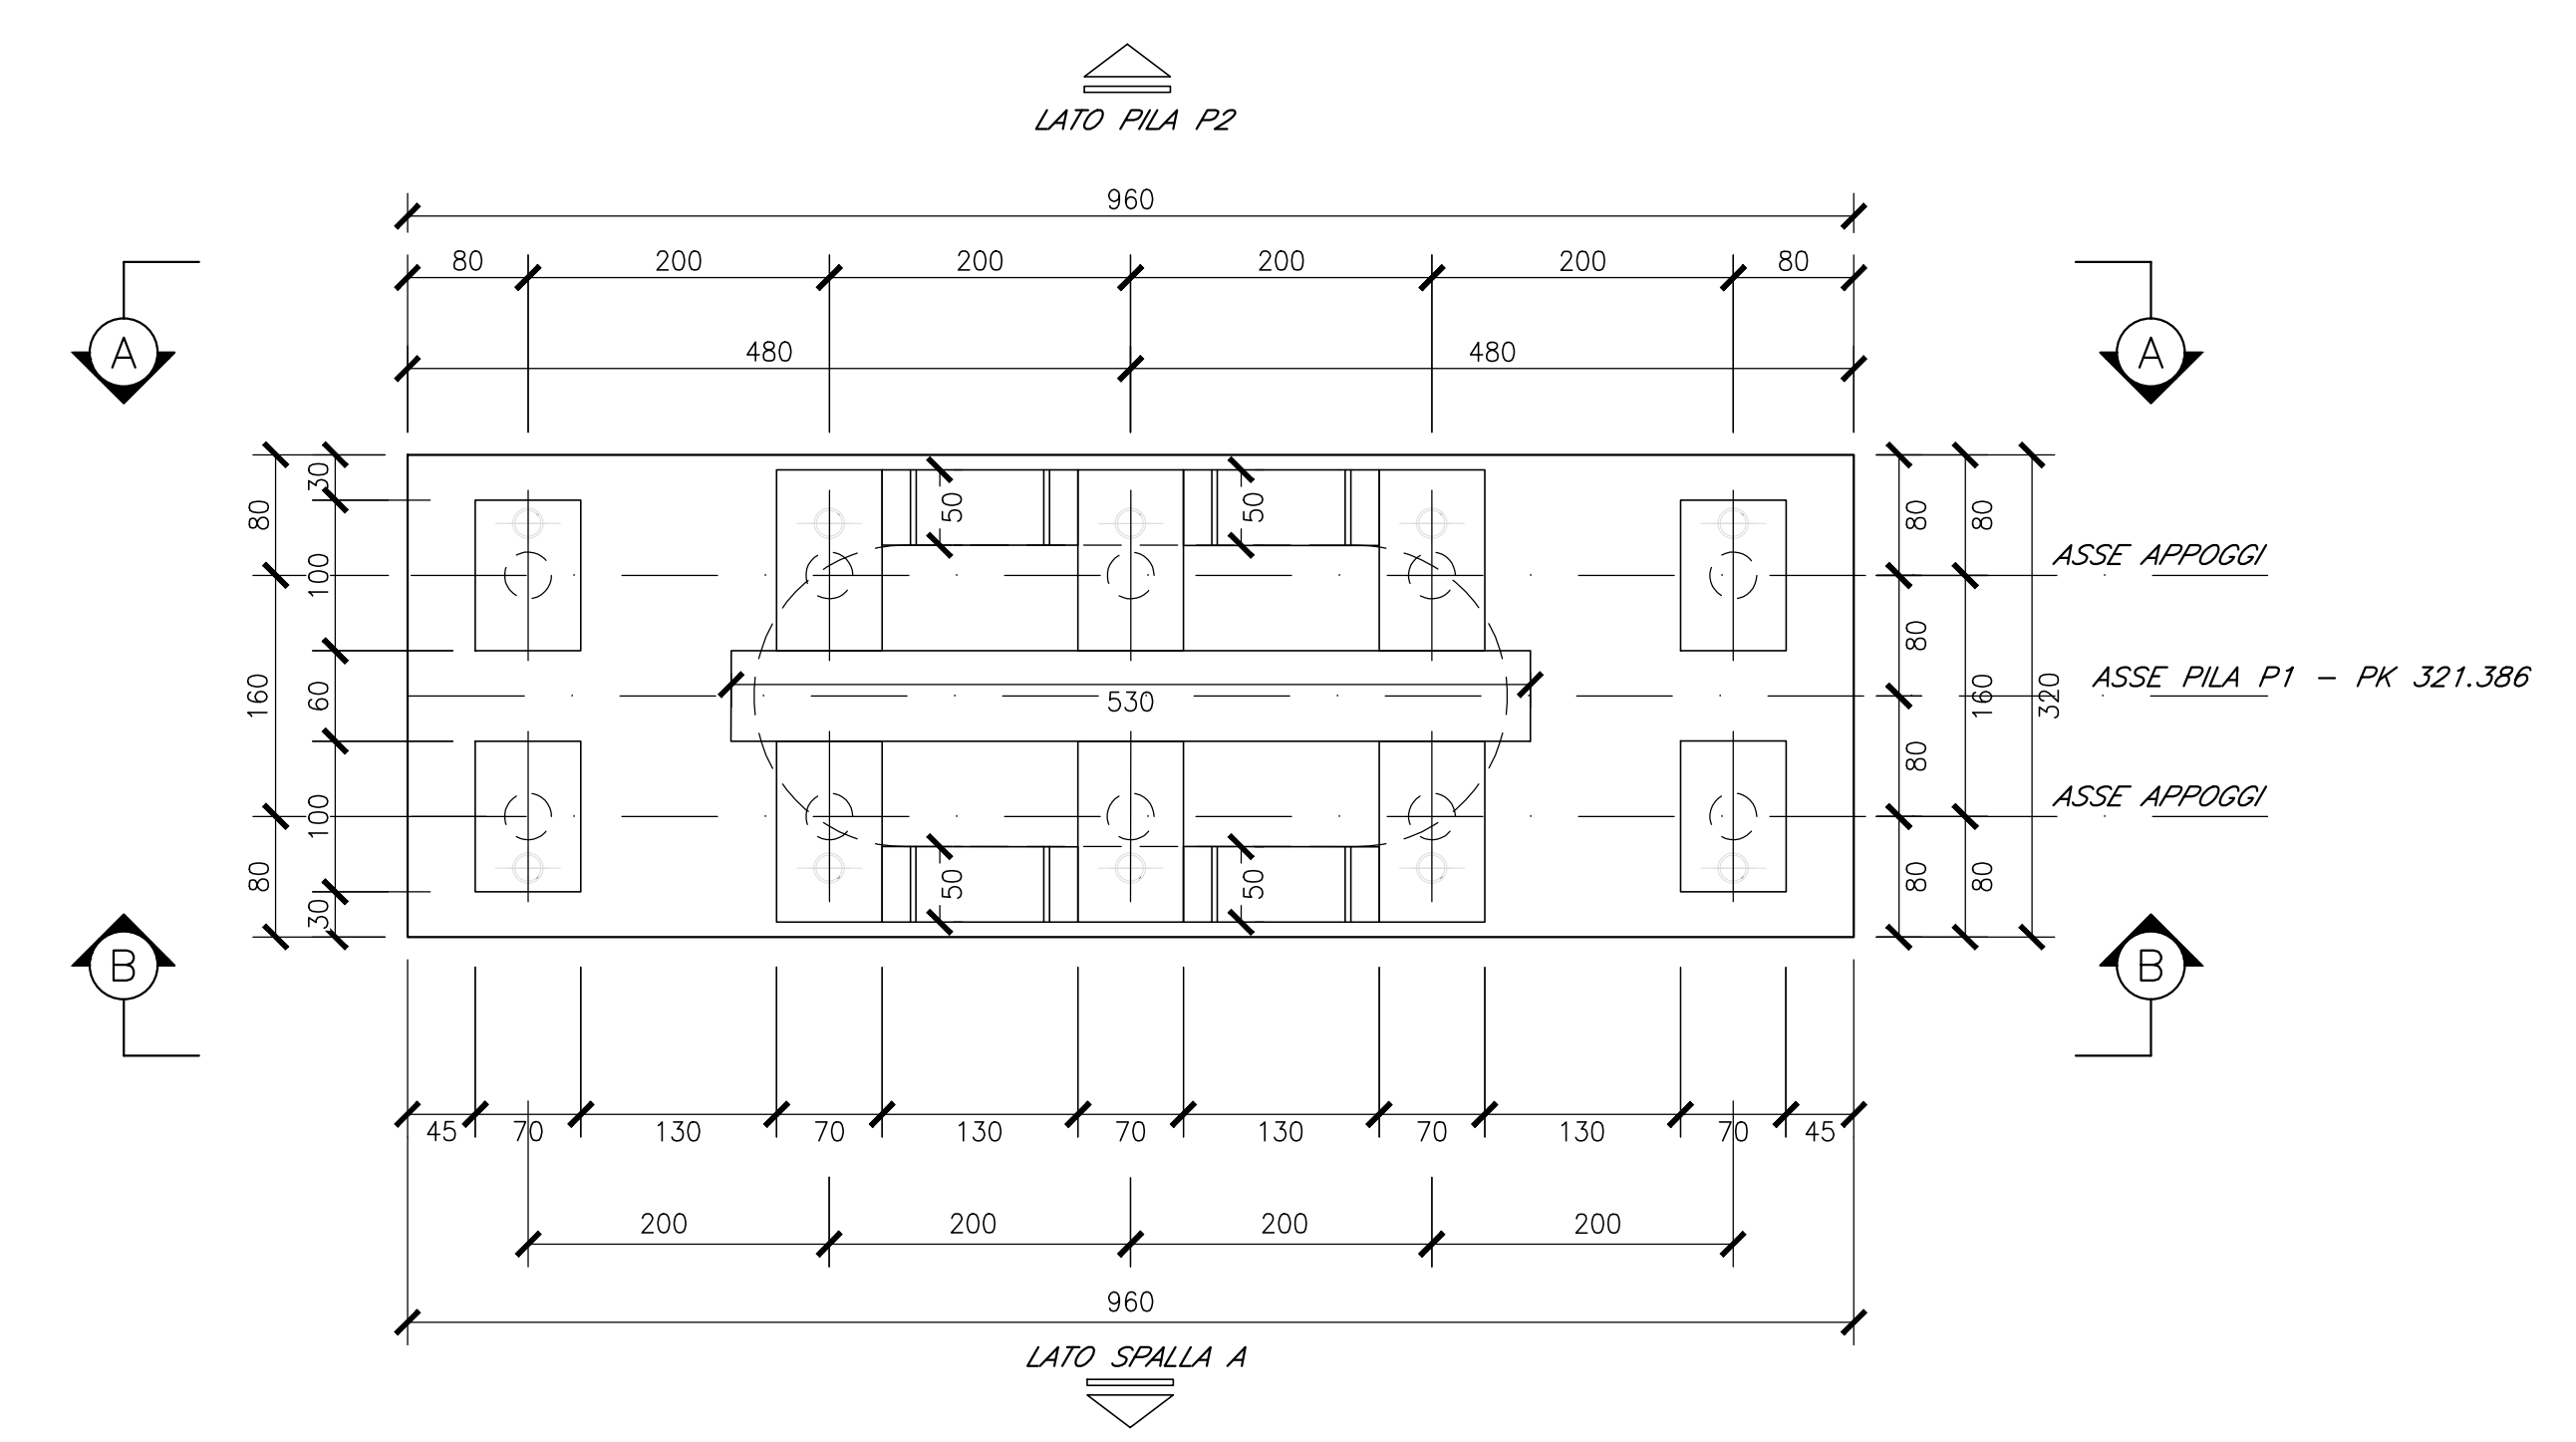 LATO PILA P2
960
80 200 200 200 200 80
480 480
A A
30 50 50
80 80 80
100 ASSE APPOGGI
80
160 60 530 160 320 ASSE PILA P1 - PK 321.386
80
100 ASSE APPOGGI
80 50 50 80 80
30
B B
45 70 130 70 130 70 130 70 130 70 45
200 200 200 200
960
LATO SPALLA A